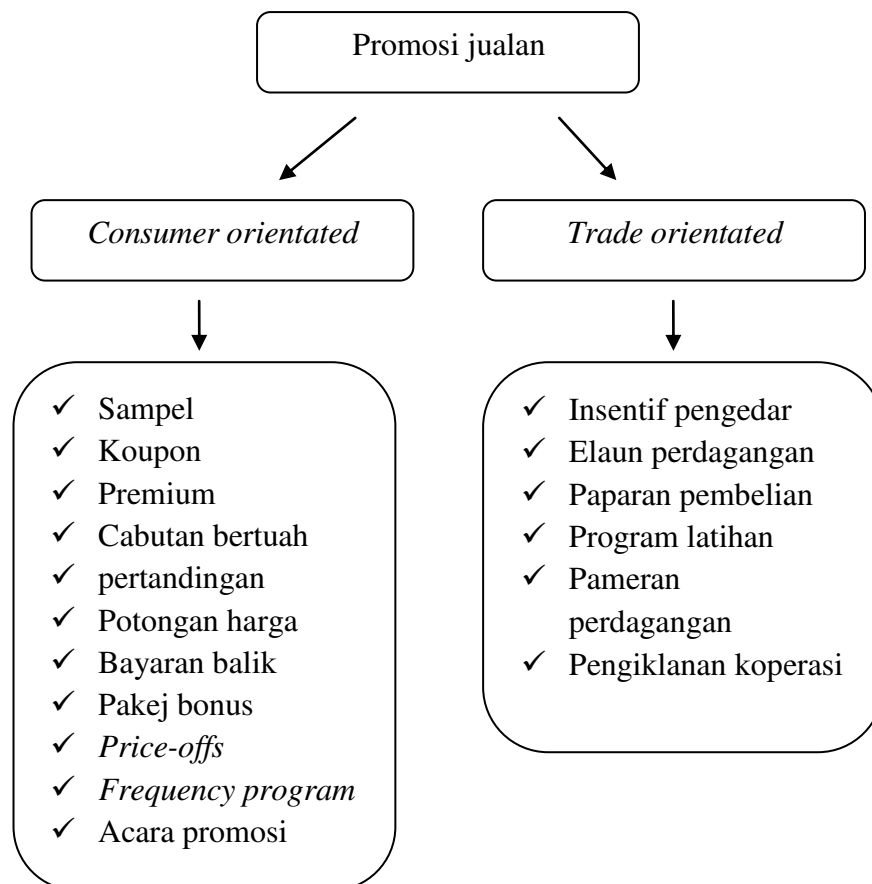 Promosi jualan
Consumer orientated
Trade orientated
✓ Sampel
✓ Koupon
✓ Premium
✓ Cabutan bertuah
✓ pertandingan
✓ Potongan harga
✓ Bayaran balik
✓ Pakej bonus
✓ Price-offs
✓ Frequency program
✓ Acara promosi
✓ Insentif pengedar
✓ Elaun perdagangan
✓ Paparan pembelian
✓ Program latihan
✓ Pameran
perdagangan
✓ Pengiklanan koperasi